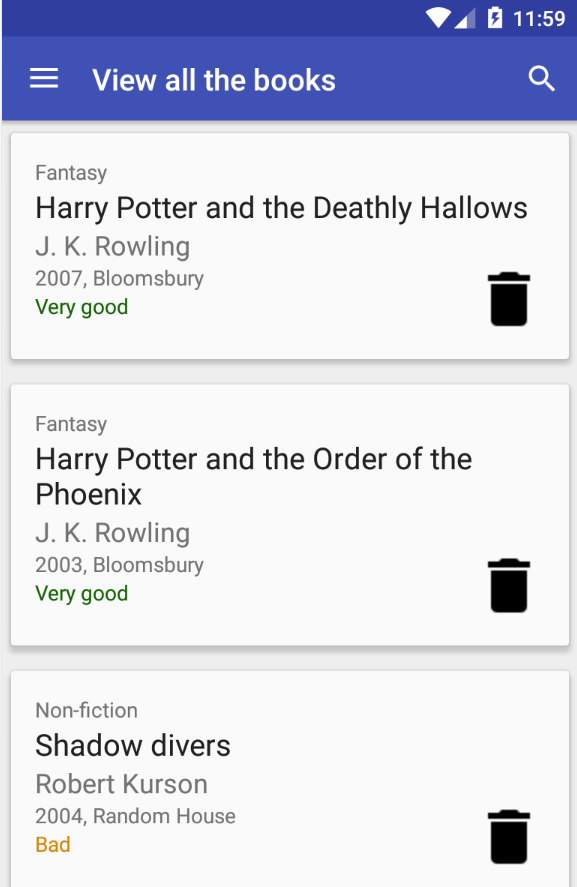 11:59
View all the books
Fantasy
Harry Potter and the Deathly Hallows
J. K. Rowling
2007, Bloomsbury
Very good
Fantasy
Harry Potter and the Order of the
Phoenix
J. K. Rowling
2003, Bloomsbury
Very good
Non-fiction
Shadow divers
Robert Kurson
2004, Random House
Bad